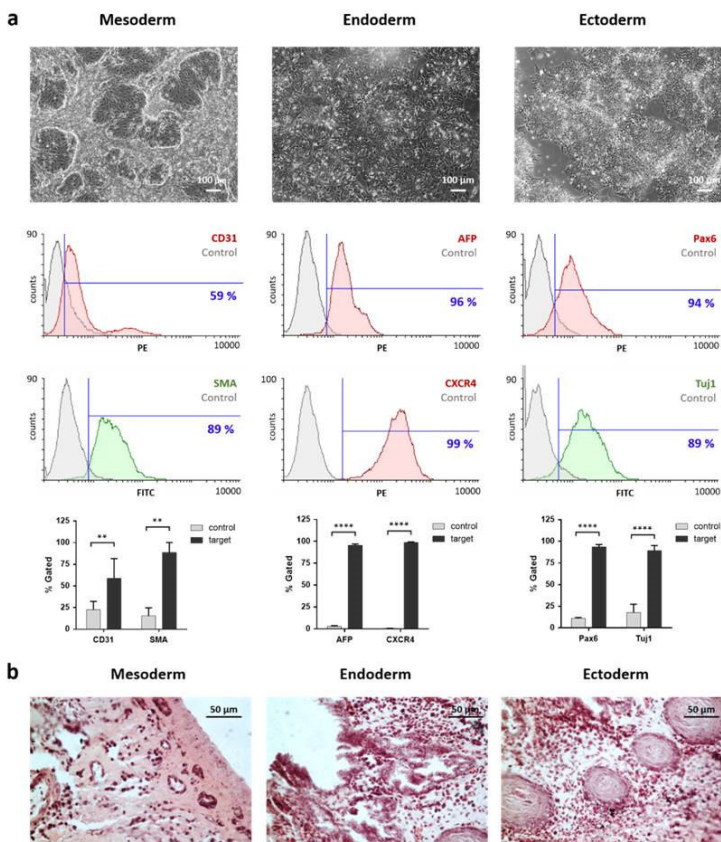 a
Mesoderm
Endoderm
Ectoderm
100 µm
100 µm
100 µm
90
CD31
Control
59 %
counts
PE
10000
90
AFP
Control
96 %
counts
PE
10000
90
Pax6
Control
94 %
counts
PE
10000
90
SMA
Control
89 %
counts
FITC
10000
100
CXCR4
Control
99 %
counts
PE
10000
90
Tuj1
Control
89 %
counts
FITC
10000
% Gated
125
100
75
50
25
0
**
**
control
target
CD31
SMA
% Gated
125
100
75
50
25
0
****
****
control
target
AFP
CXCR4
% Gated
125
100
75
50
25
0
****
****
control
target
Pax6
Tuj1
b
Mesoderm
Endoderm
Ectoderm
50 µm
50 µm
50 µm